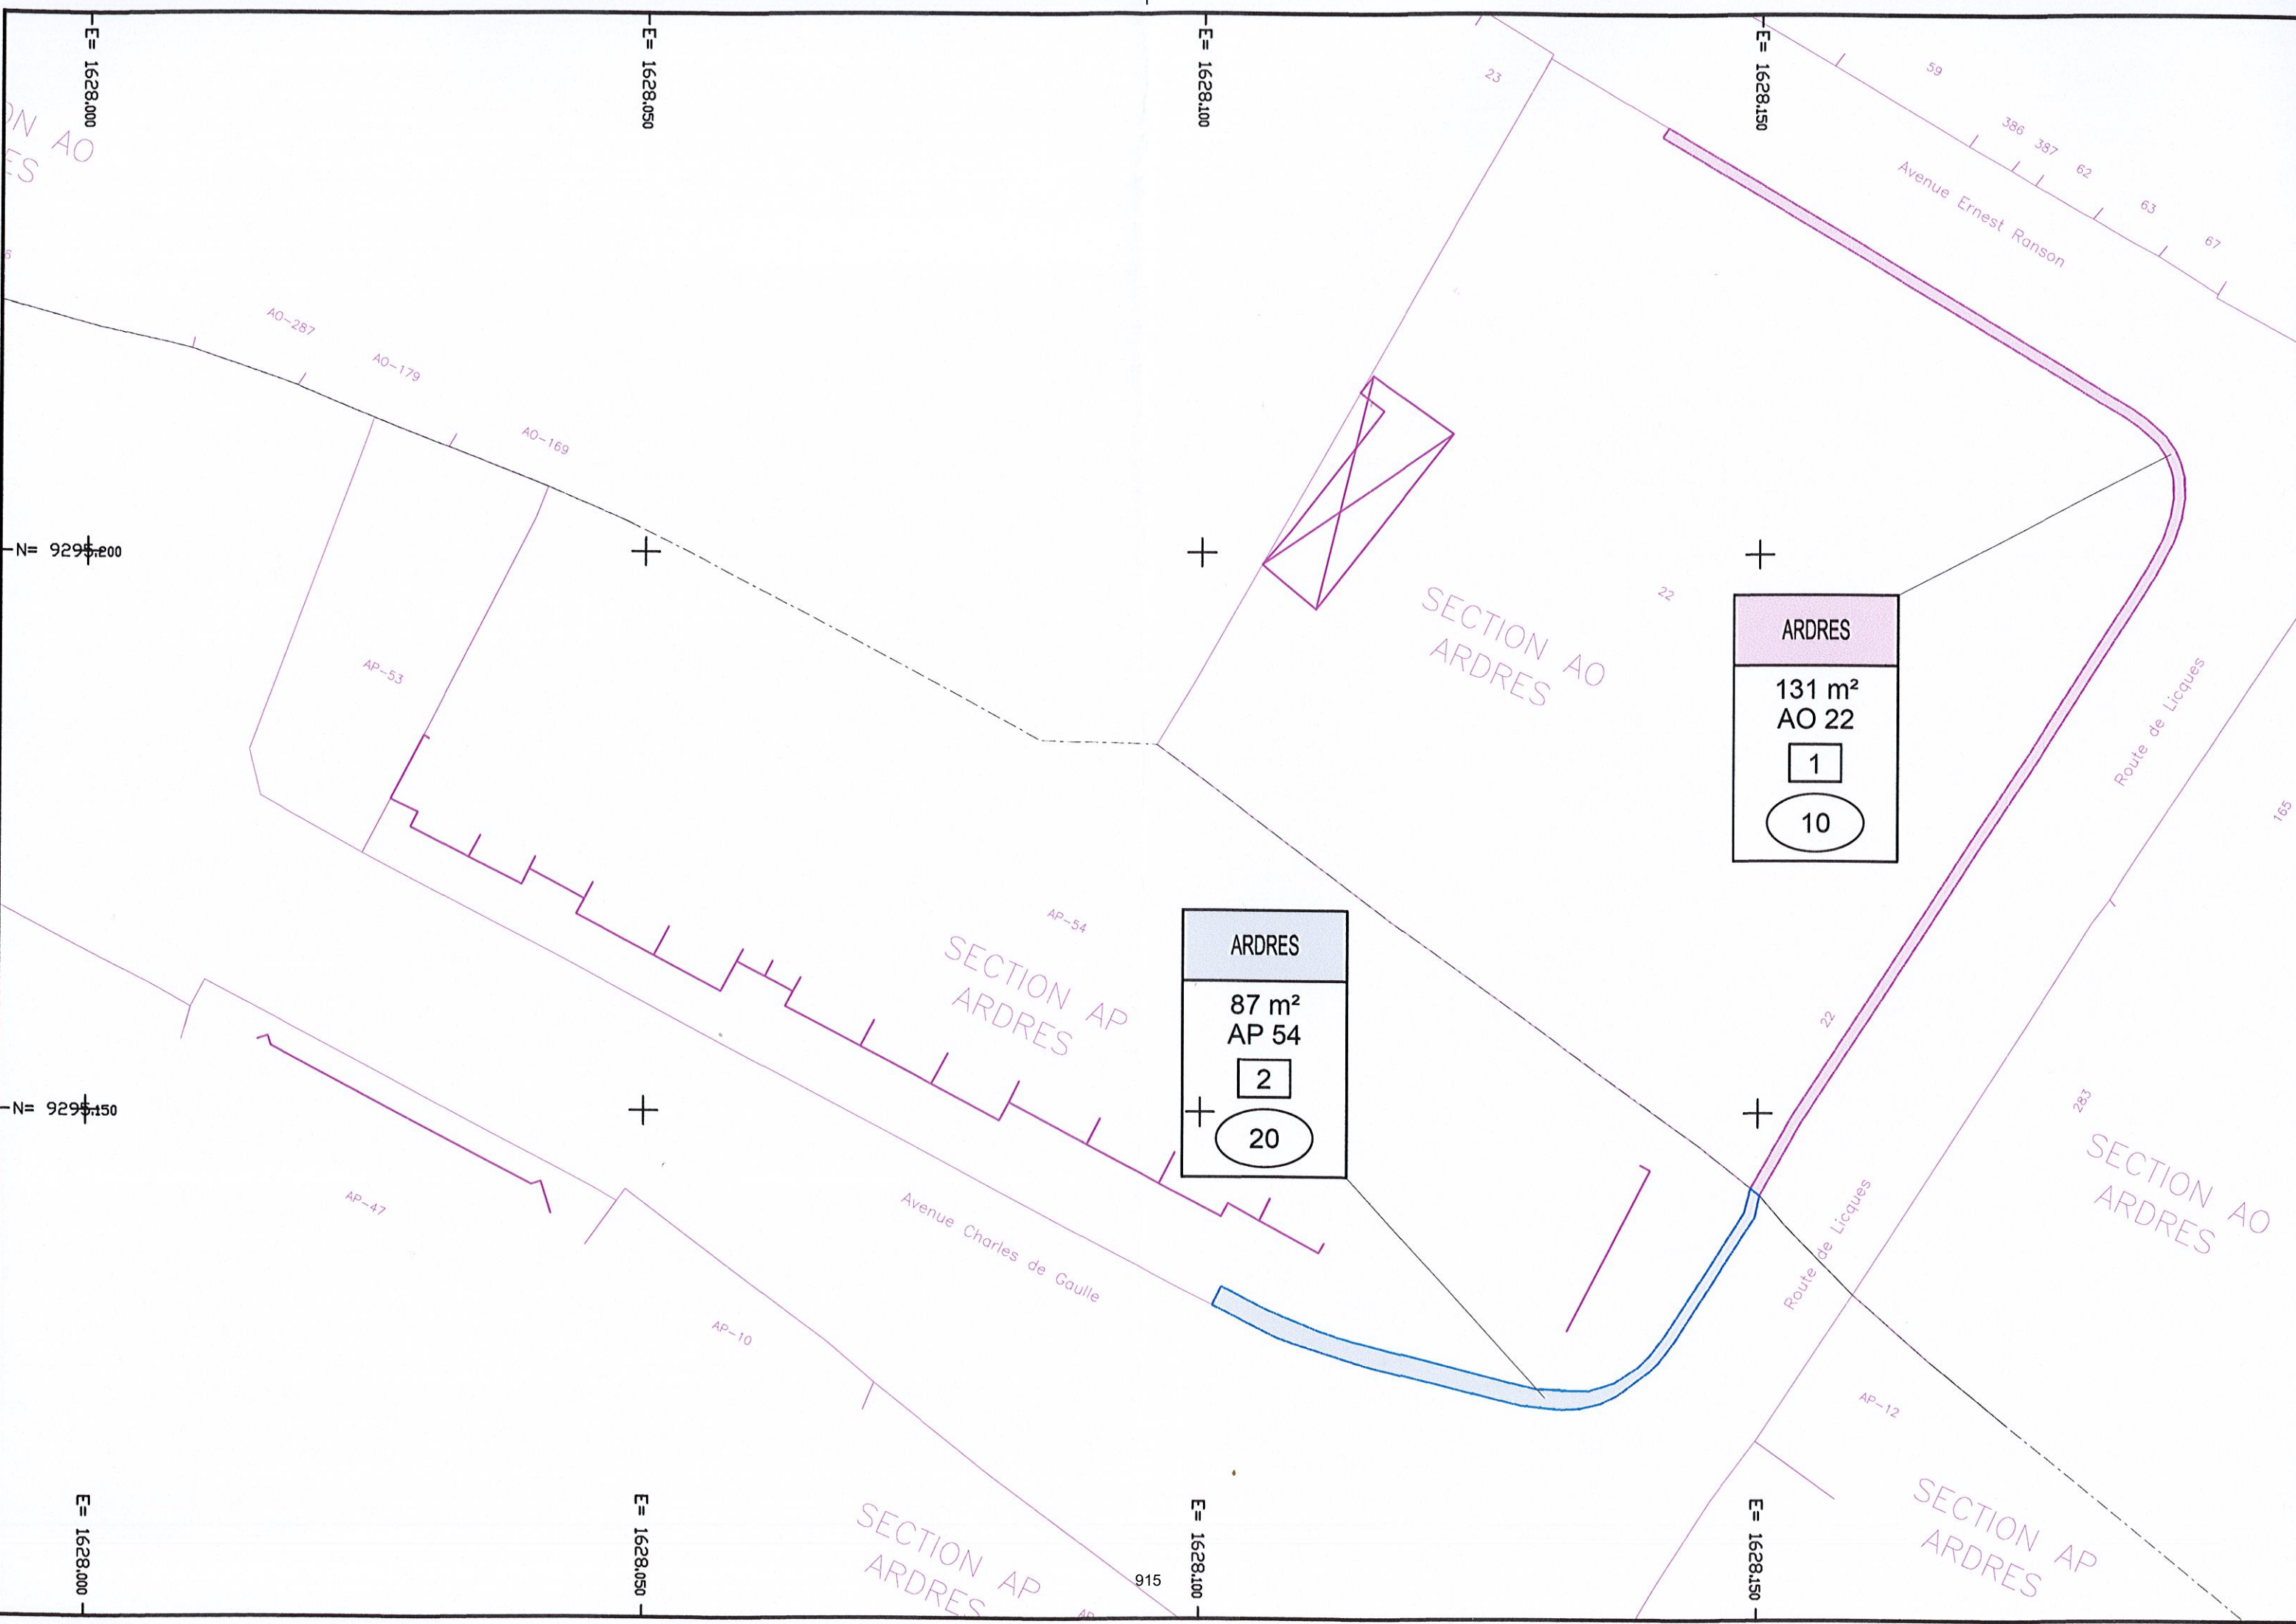 E= 1628.000
E= 1628.050
E= 1628.100
E= 1628.150
ON AO
ES
23
59
386
387
62
63
67
Avenue Ernest Ranson
6
AO-287
AO-179
AO-169
N= 9295.200
AP-53
SECTION AO
ARDRES
22
ARDRES
131 m²
AO 22
1
10
Route de Licques
165
AP-54
SECTION AP
ARDRES
ARDRES
87 m²
AP 54
2
20
22
283
N= 9295.150
SECTION AO
ARDRES
AP-47
Avenue Charles de Gaulle
Route de Licques
AP-10
AP-12
SECTION AP
ARDRES
SECTION AP
ARDRES
915
E= 1628.000
E= 1628.050
E= 1628.100
E= 1628.150